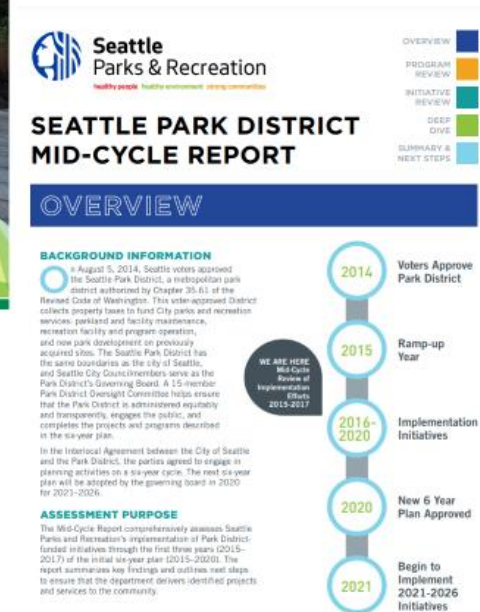 Seattle
Parks & Recreation
healthy people healthy environment strong communities
OVERVIEW
PROGRAM
REVIEW
INITIATIVE
REVIEW
DEEP
DIVE
SUMMARY &
NEXT STEPS
SEATTLE PARK DISTRICT
MID-CYCLE REPORT
OVERVIEW
BACKGROUND INFORMATION
On August 5, 2014, Seattle voters approved
the Seattle Park District, a metropolitan park
district authorized by Chapter 35.61 of the
Revised Code of Washington. This voter-approved District
collects property taxes to fund City parks and recreation
services: parkland and facility maintenance,
recreation facility and program operation,
and new park development on previously
acquired sites. The Seattle Park District has
the same boundaries as the city of Seattle,
and Seattle City Councilmembers serve as the
Park District's Governing Board. A 15-member
Park District Oversight Committee helps ensure
that the Park District is administered equitably
and transparently, engages the public, and
completes the projects and programs described
in the six-year plan.
In the Interlocal Agreement between the City of Seattle
and the Park District, the parties agreed to engage in
planning activities on a six-year cycle. The next six-year
plan will be adopted by the governing board in 2020
for 2021–2026.
ASSESSMENT PURPOSE
The Mid-Cycle Report comprehensively assesses Seattle
Parks and Recreation's implementation of Park District-
funded initiatives through the first three years (2015–
2017) of the initial six-year plan (2015–2020). The
report summarizes key findings and outlines next steps
to ensure that the department delivers identified projects
and services to the community.
2014
Voters Approve
Park District
2015
Ramp-up
Year
WE ARE HERE
Mid-Cycle
Review of
Implementation
Efforts
2015-2017
2016-
2020
Implementation
Initiatives
2020
New 6 Year
Plan Approved
2021
Begin to
Implement
2021-2026
Initiatives